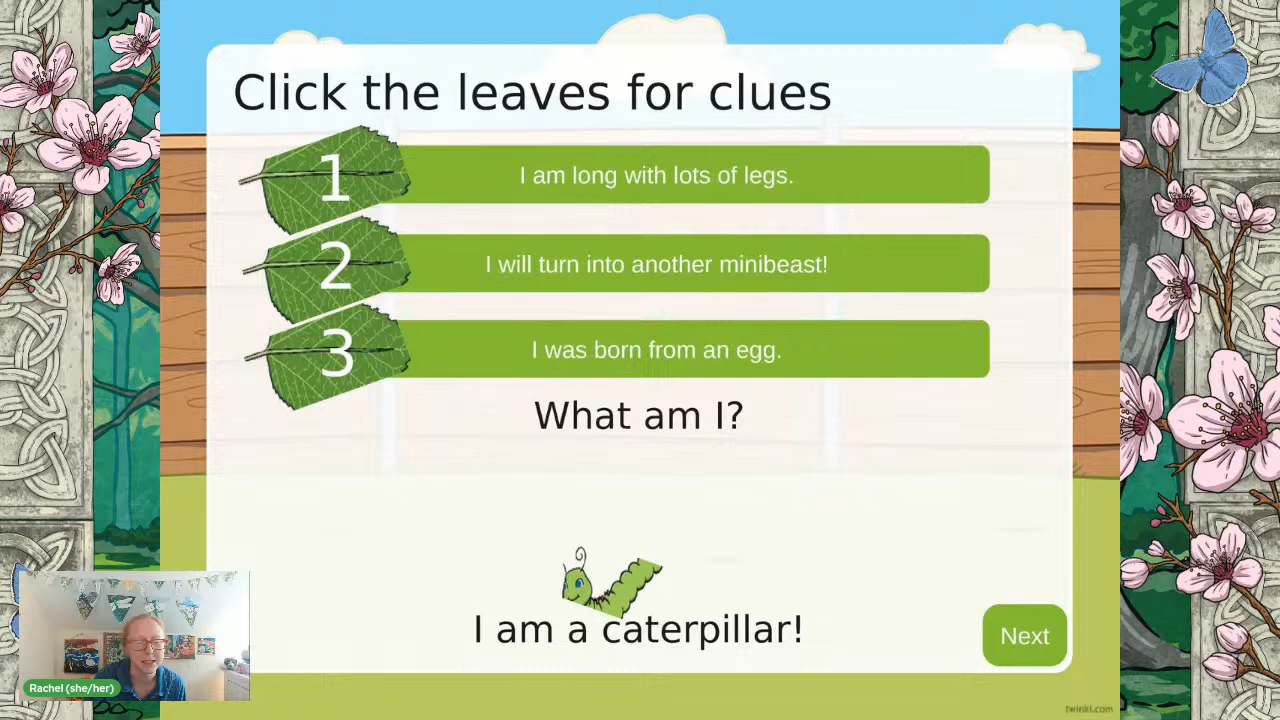 Click the leaves for clues
1
I am long with lots of legs.
2
I will turn into another minibeast!
3
I was born from an egg.
What am I?
I am a caterpillar!
Next
Rachel (she/her)
twinkl.com